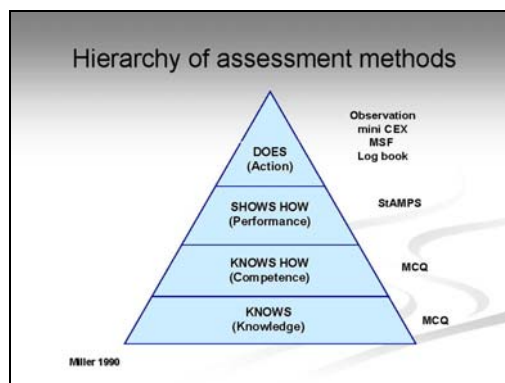 Hierarchy of assessment methods
Observation
mini CEX
MSF
Log book
DOES
(Action)
SHOWS HOW
(Performance)
StAMPS
KNOWS HOW
(Competence)
MCQ
KNOWS
(Knowledge)
MCQ
Miller 1990